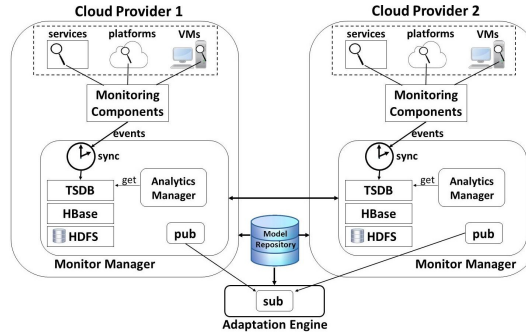 Cloud Provider 1
services platforms VMs
Monitoring
Components
events
sync
TSDB
get
Analytics
Manager
HBase
HDFS
pub
Monitor Manager
Cloud Provider 2
services platforms VMs
Monitoring
Components
events
sync
TSDB
get
Analytics
Manager
HBase
HDFS
pub
Monitor Manager
Model
Repository
sub
Adaptation Engine